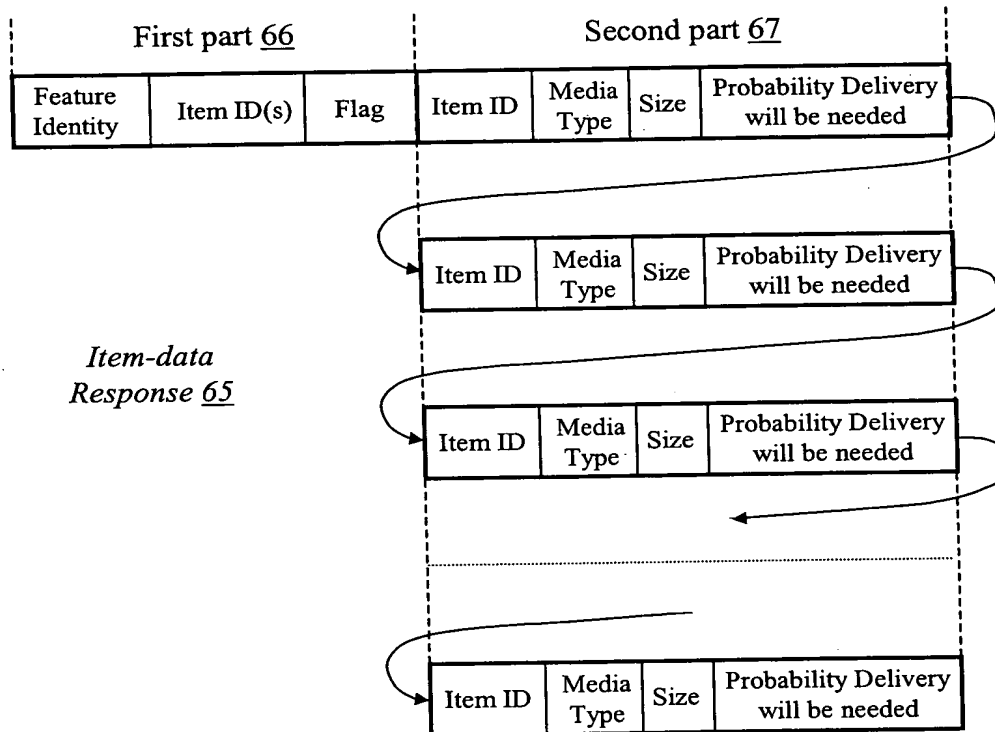 First part 66
Second part 67
Feature Identity
Item ID(s)
Flag
Item ID
Media Type
Size
Probability Delivery will be needed
Item ID
Media Type
Size
Probability Delivery will be needed
Item-data
Response 65
Item ID
Media Type
Size
Probability Delivery will be needed
Item ID
Media Type
Size
Probability Delivery will be needed